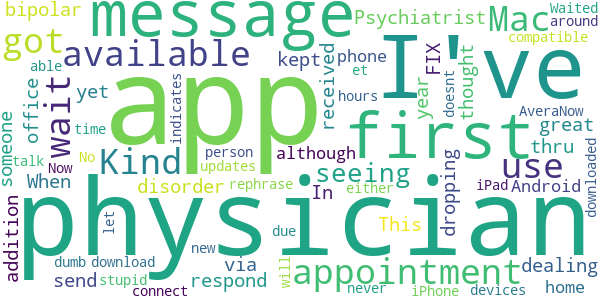 bipolar
message
Mac
Psychiatrist
Waited
around
compatible
got
available
I've
kept
phone
et
able
yet
office
wait
app
indicates
received
hours
FIX
year
thought
doesnt
AveraNow
great
thru
downloaded
first
someone
time
talk
No
Now
Kind
person
although
updates
rephrase
seeing
either
In
dropping
use
iPad
Android
When
disorder
This
addition
physician
let
new
due
via
will
appointment
dealing
send
dumb
download
stupid
connect
respond
never
iPhone
devices
home